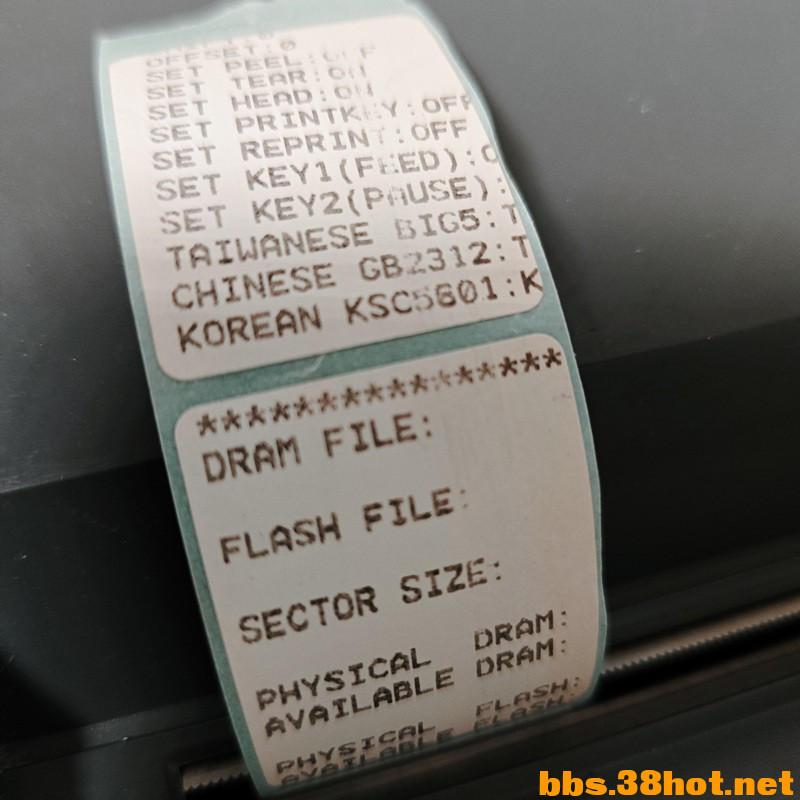 OFFSET:0
SET PEEL:OFF
SET TEAR:ON
SET HEAD:ON
SET PRINTKEY:OFF
SET REPRINT:OFF
SET KEY1(FEED):
SET KEY2(PAUSE):
TAIWANESE BIG5:T
CHINESE GB2312:T
KOREAN KSC5601:K
****************
DRAM FILE:
FLASH FILE:
SECTOR SIZE:
PHYSICAL DRAM:
AVAILABLE DRAM:
PHYSICAL FLASH:
AVAILABLE FLASH:
bbs.38hot.net